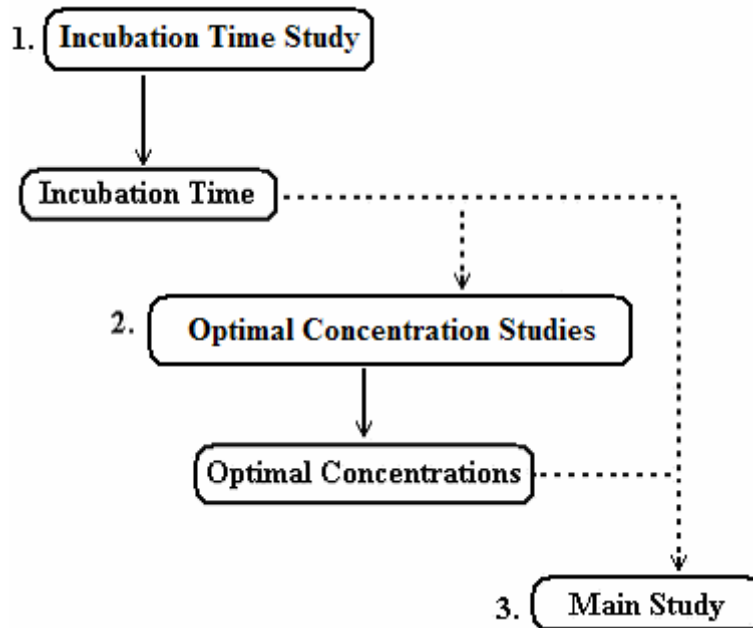 1. Incubation Time Study
Incubation Time
2. Optimal Concentration Studies
Optimal Concentrations
3. Main Study